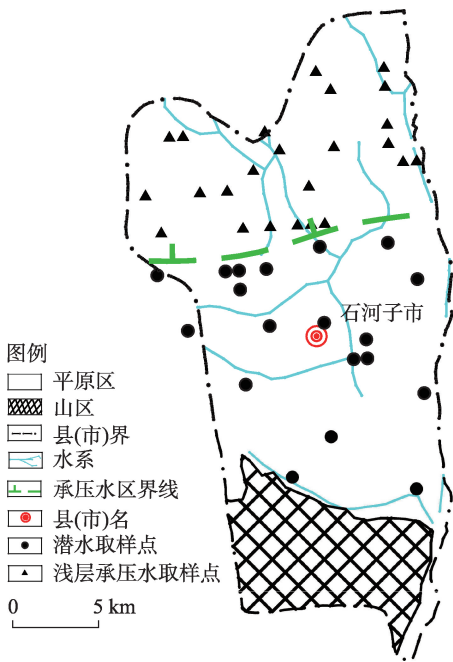 石河子市
图例
平原区
山区
县(市)界
水系
承压水区界线
县(市)名
潜水取样点
浅层承压水取样点
0 5 km